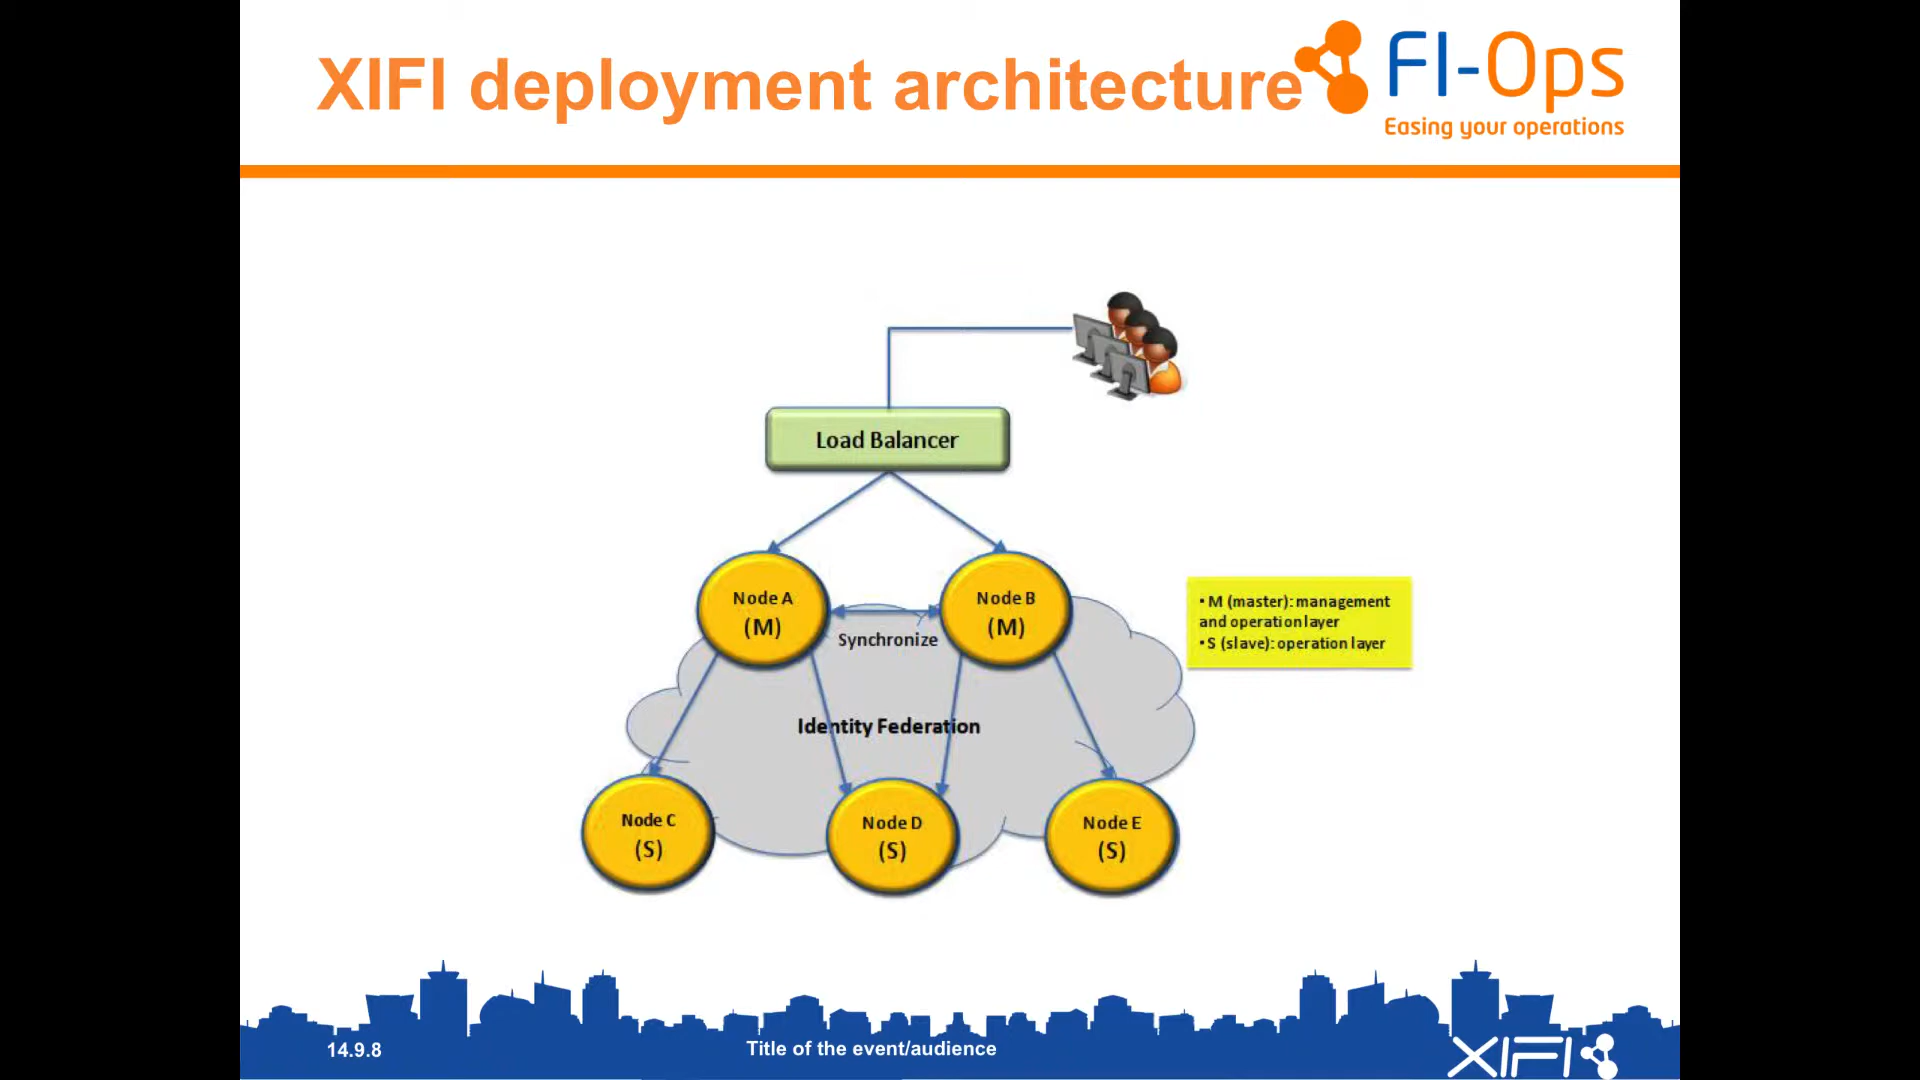 XIFI deployment architecture
FI-Ops
Easing your operations
Load Balancer
Node A
(M)
Node B
(M)
Synchronize
• M (master): management
and operation layer
• S (slave): operation layer
Identity Federation
Node C
(S)
Node D
(S)
Node E
(S)
14.9.8
Title of the event/audience
XIFI